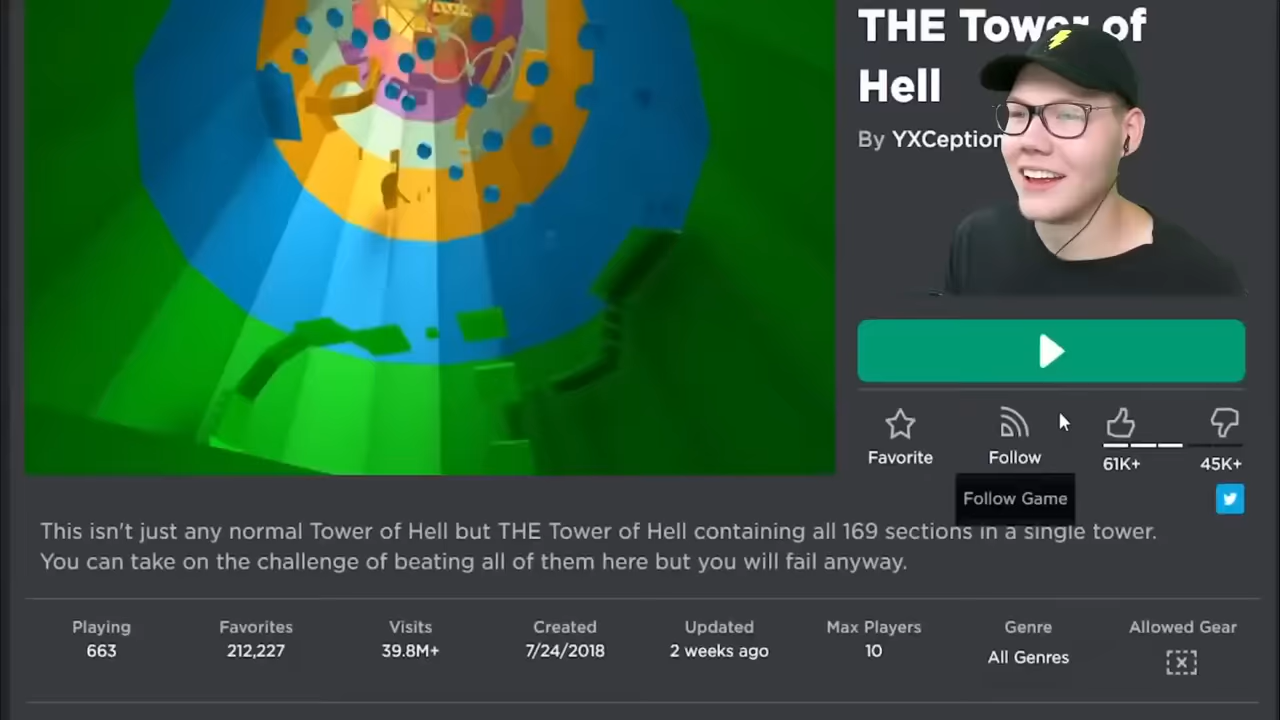 THE Tower of
Hell
By YXCeption
Favorite
Follow
61K+
45K+
Follow Game
This isn't just any normal Tower of Hell but THE Tower of Hell containing all 169 sections in a single tower.
You can take on the challenge of beating all of them here but you will fail anyway.
Playing
Favorites
Visits
Created
Updated
Max Players
Genre
Allowed Gear
663
212,227
39.8M+
7/24/2018
2 weeks ago
10
All Genres